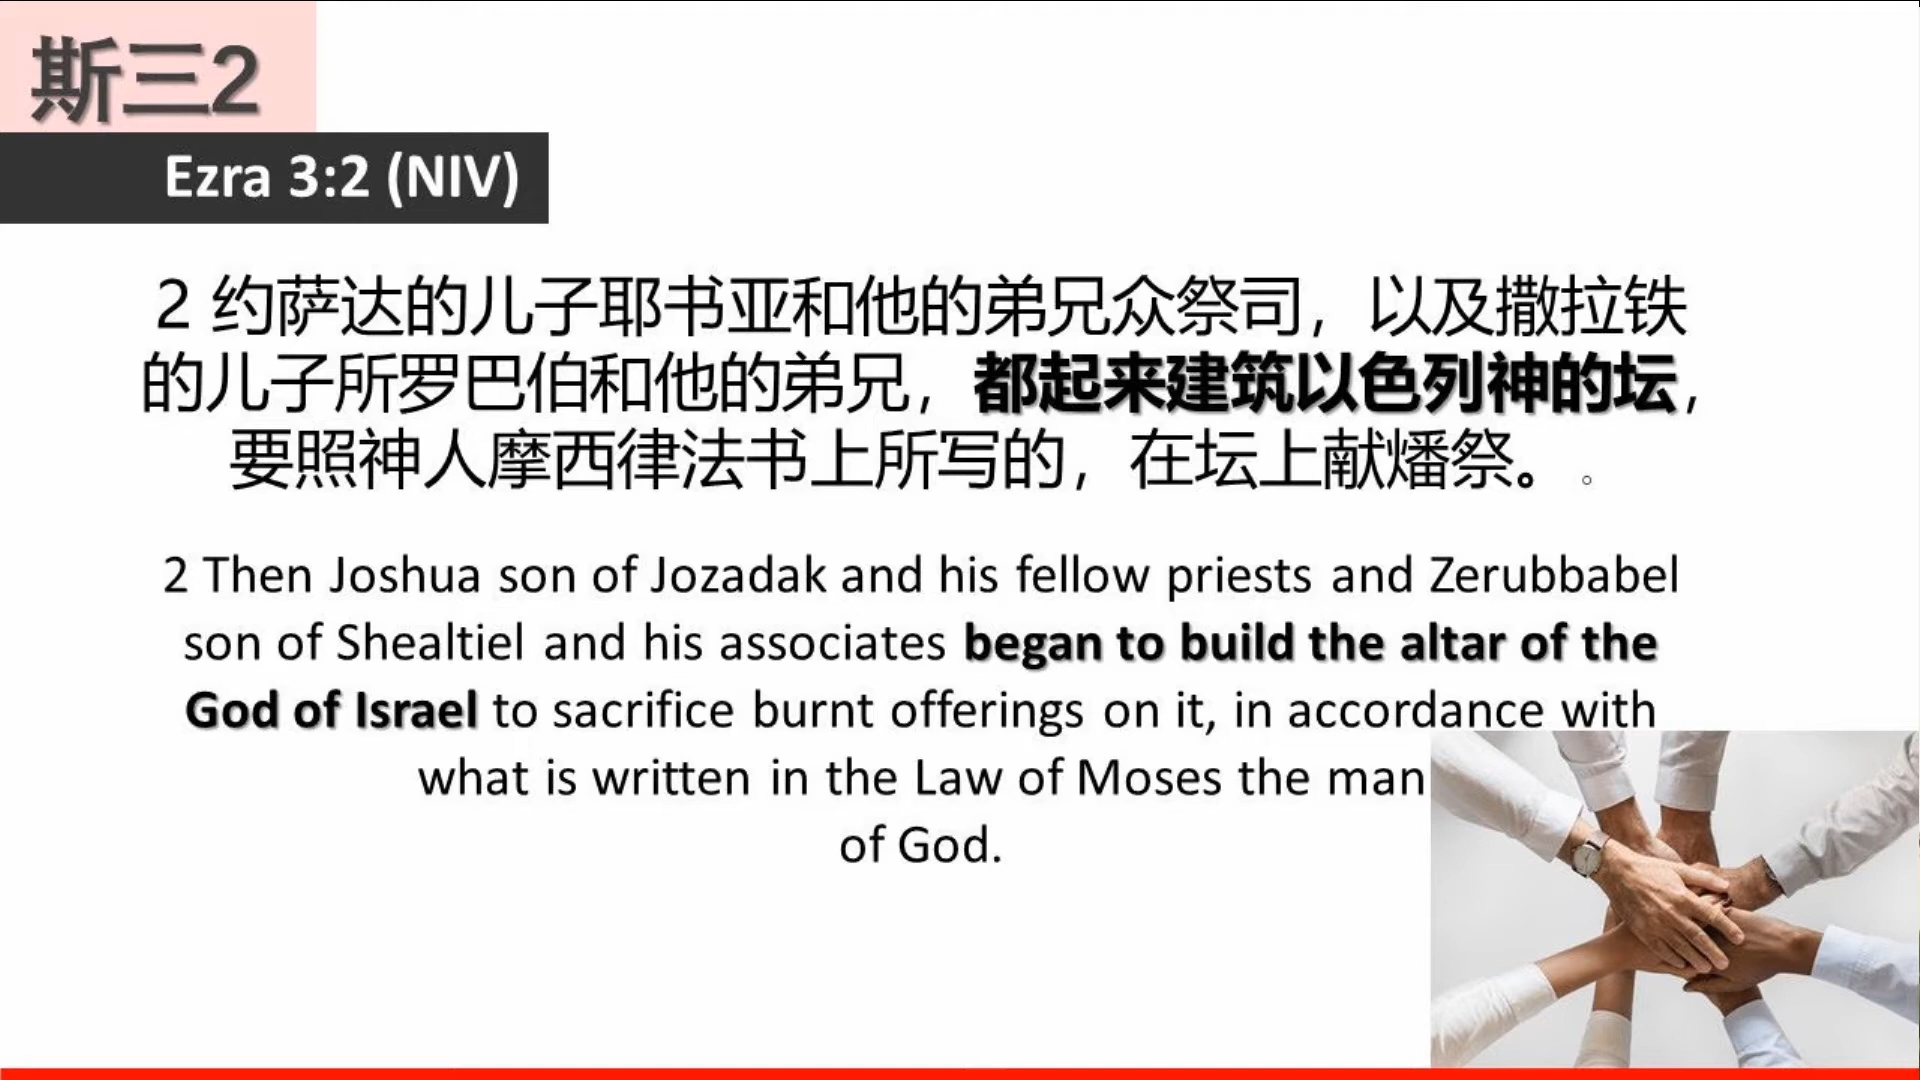 斯三2
Ezra 3:2 (NIV)
2 约萨达的儿子耶书亚和他的弟兄众祭司，以及撒拉铁
的儿子所罗巴伯和他的弟兄，都起来建筑以色列神的坛，
要照神人摩西律法书上所写的，在坛上献燔祭。 。
2 Then Joshua son of Jozadak and his fellow priests and Zerubbabel
son of Shealtiel and his associates began to build the altar of the
God of Israel to sacrifice burnt offerings on it, in accordance with
what is written in the Law of Moses the man
of God.